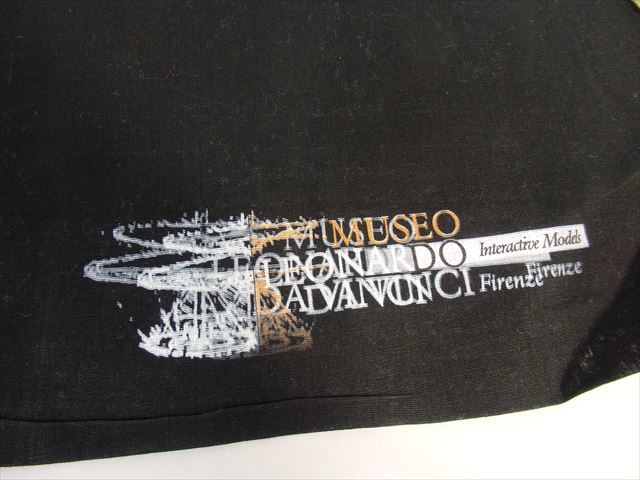 MUSEO
LEONARDO Interactive Models
DA VINCI Firenze